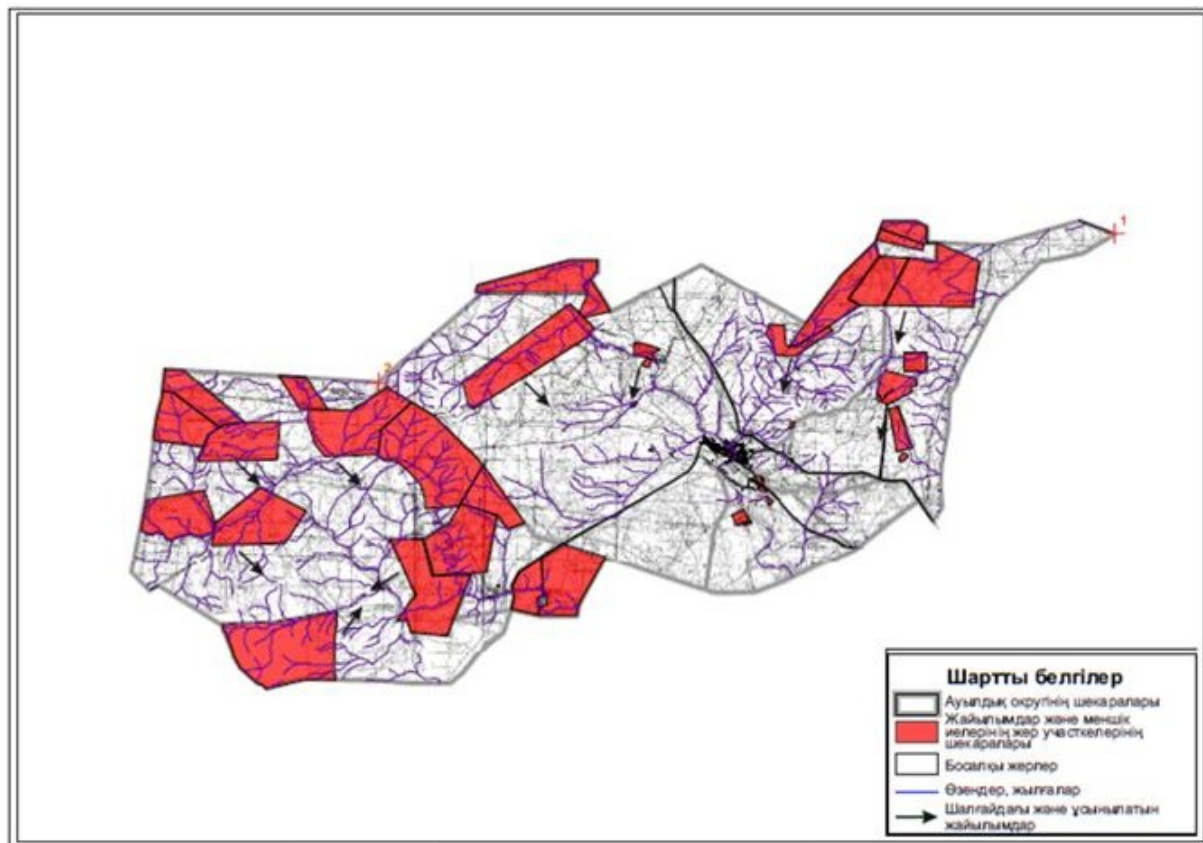 1
2
Шартты белгілер
Ауылдық округінің шекаралары
Жайылымдар және меншік
иелерінің жер участкелерінің
шекаралары
Босалқы жерлер
Өзендер, жылғалар
Шалғайдағы және ұсынылатын
жайылымдар